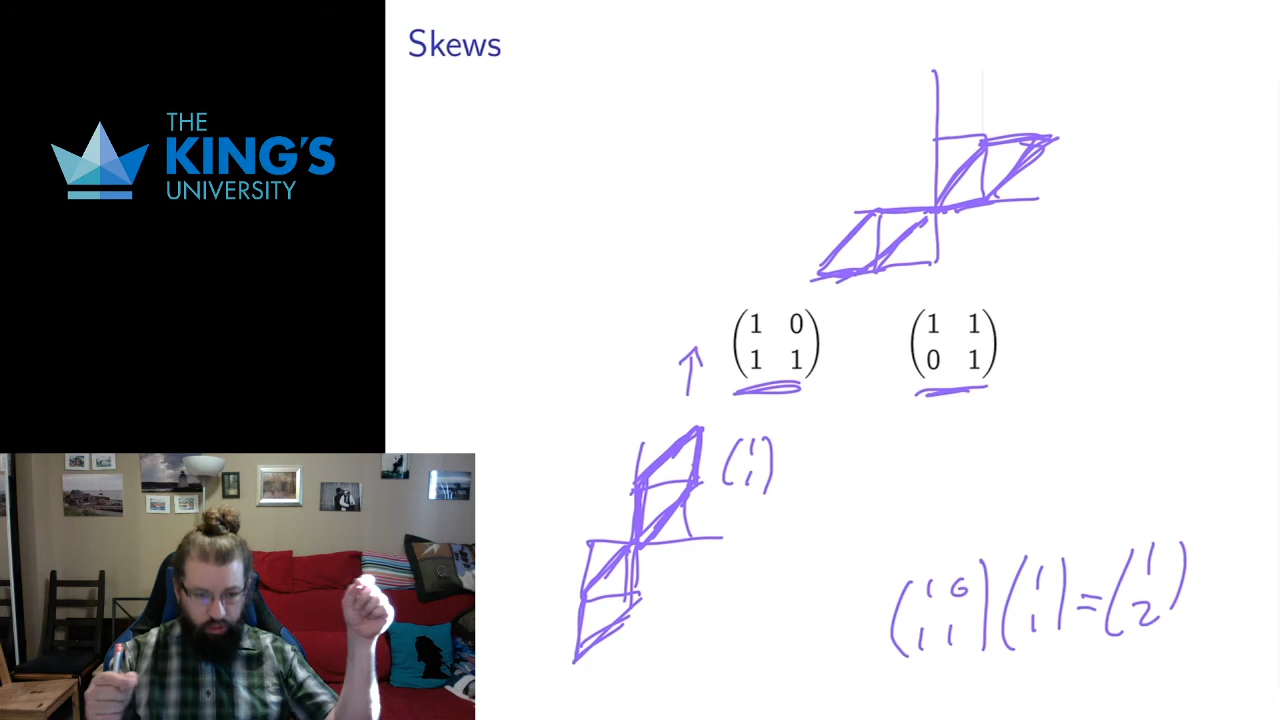 THE
KING'S
UNIVERSITY
Skews
(1 0
1 1)
(1 1
0 1)
(1
1)
(1 0
1 1)(1
1)=(1
2)